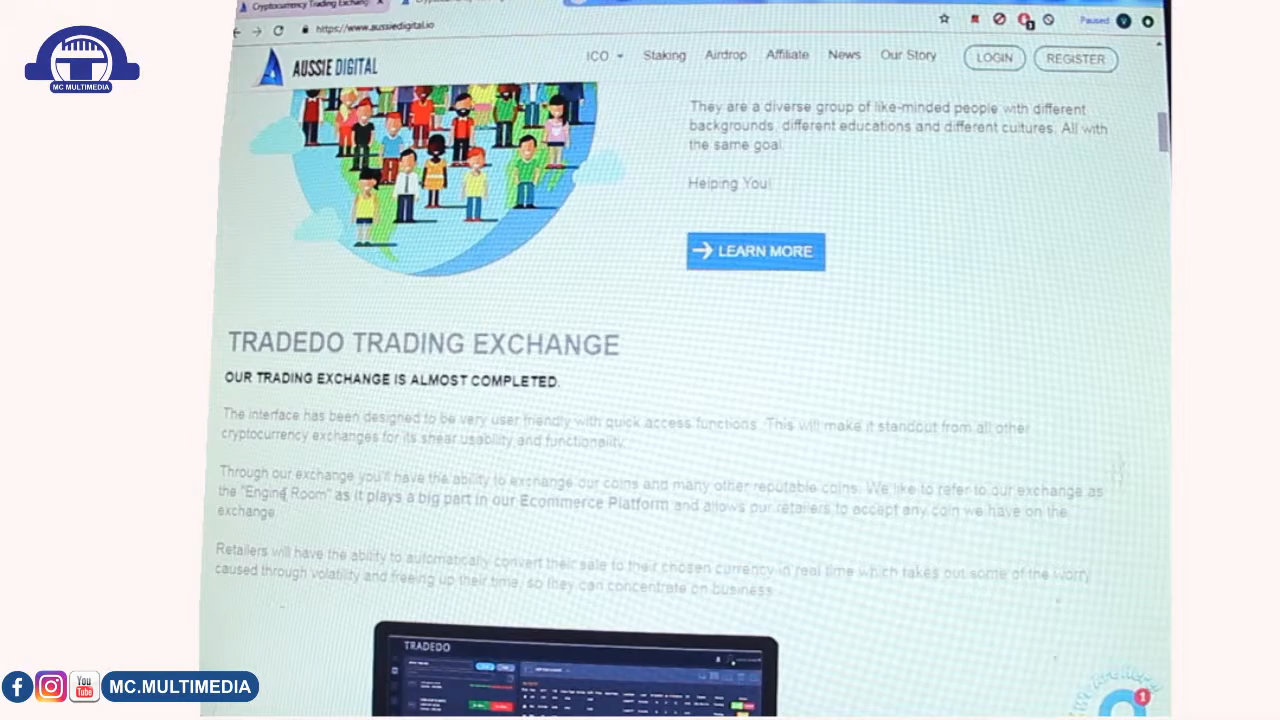 Cryptocurrency Trading Exchang
https://www.aussiedigital.io
Paused
MC MULTIMEDIA
AUSSIE DIGITAL
ICO Staking Airdrop Affiliate News Our Story LOGIN REGISTER
They are a diverse group of like-minded people with different
backgrounds, different educations and different cultures. All with
the same goal.
Helping You!
LEARN MORE
TRADEDO TRADING EXCHANGE
OUR TRADING EXCHANGE IS ALMOST COMPLETED.
The interface has been designed to be very user friendly with quick access functions. This will make it standout from all other
cryptocurrency exchanges for its shear usability and functionality.
Through our exchange you'll have the ability to exchange our coins and many other reputable coins. We like to refer to our exchange as
the "Engine Room" as it plays a big part in our Ecommerce Platform and allows our retailers to accept any coin we have on the
exchange.
Retailers will have the ability to automatically convert their sale to their chosen currency in real time which takes out some of the worry
caused through volatility and freeing up their time, so they can concentrate on business
TRADEDO
We Are Here!
1
You
Tube
MC.MULTIMEDIA